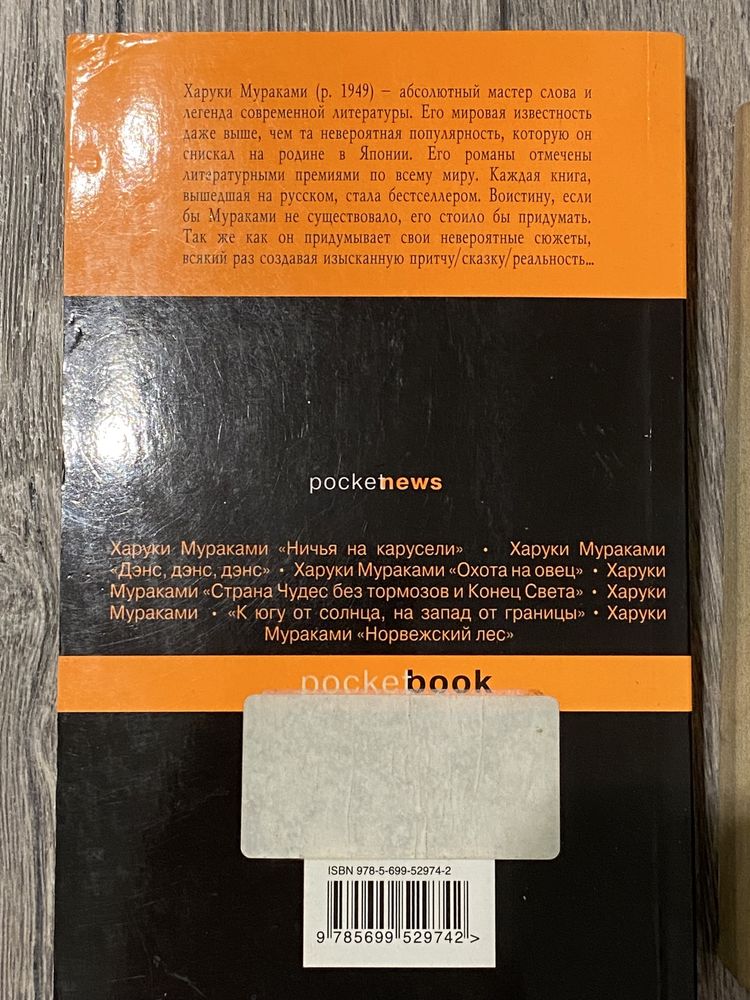 Харуки Мураками (р. 1949) – абсолютный мастер слова и
легенда современной литературы. Его мировая известность
даже выше, чем та невероятная популярность, которую он
снискал на родине в Японии. Его романы отмечены
литературными премиями по всему миру. Каждая книга,
вышедшая на русском, стала бестселлером. Воистину, если
бы Мураками не существовало, его стоило бы придумать.
Так же как он придумывает свои невероятные сюжеты,
всякий раз создавая изысканную притчу/сказку/реальность...
pocketnews
Харуки Мураками «Ничья на карусели» • Харуки Мураками
«Дэнс, дэнс, дэнс» • Харуки Мураками «Охота на овец» • Харуки
Мураками «Страна Чудес без тормозов и Конец Света» • Харуки
Мураками • «К югу от солнца, на запад от границы» • Харуки
Мураками «Норвежский лес»
pocketbook
ISBN 978-5-699-52974-2
9 785699 529742 >